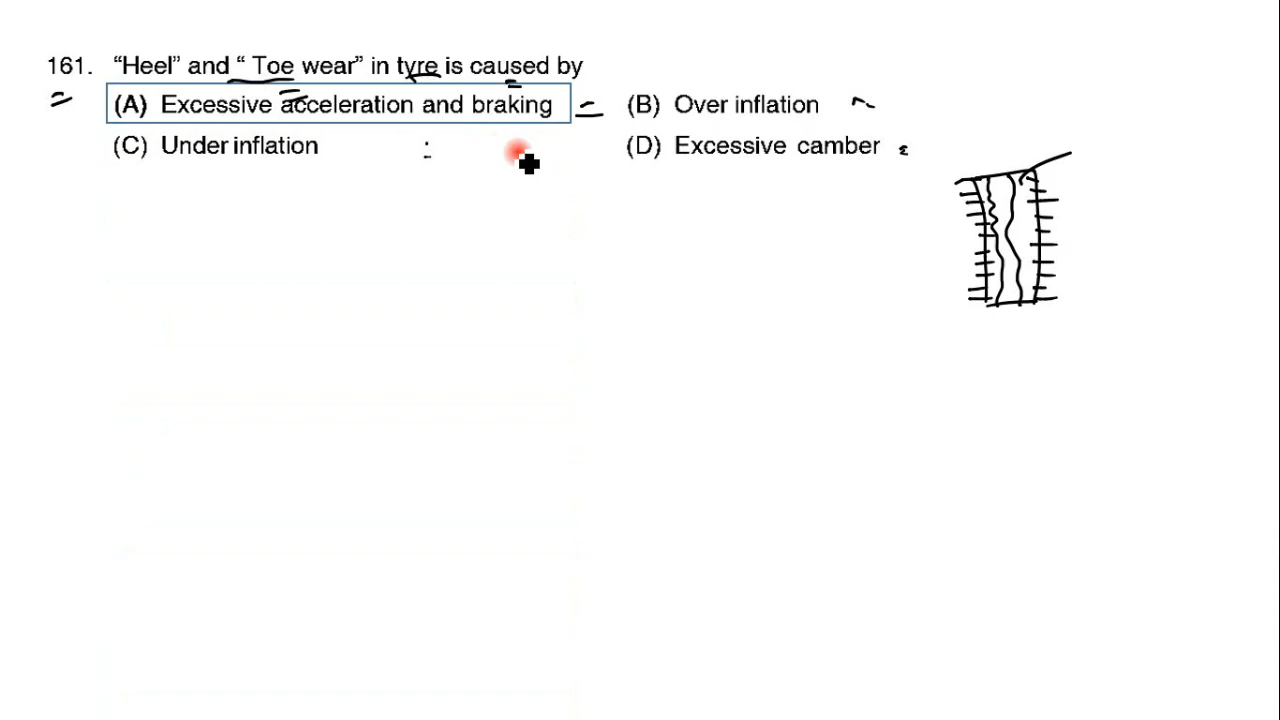 161. “Heel” and “ Toe wear” in tyre is caused by
(A) Excessive acceleration and braking (B) Over inflation
(C) Under inflation (D) Excessive camber